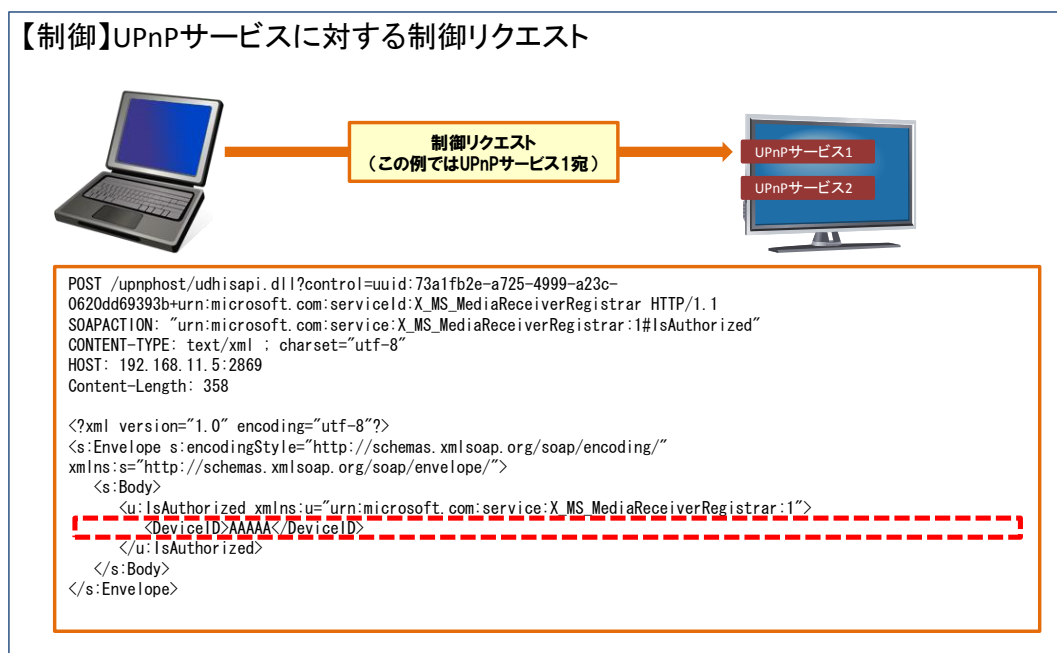 【制御】UPnPサービスに対する制御リクエスト
制御リクエスト
（この例ではUPnPサービス1宛）
UPnPサービス1
UPnPサービス2
POST /upnphost/udhisapi.dll?control=uuid:73a1fb2e-a725-4999-a23c-
0620dd69393b+urn:microsoft.com:serviceId:X_MS_MediaReceiverRegistrar HTTP/1.1
SOAPACTION: "urn:microsoft.com:service:X_MS_MediaReceiverRegistrar:1#IsAuthorized"
CONTENT-TYPE: text/xml ; charset="utf-8"
HOST: 192.168.11.5:2869
Content-Length: 358
<?xml version="1.0" encoding="utf-8"?>
<s:Envelope s:encodingStyle="http://schemas.xmlsoap.org/soap/encoding/"
xmlns:s="http://schemas.xmlsoap.org/soap/envelope/">
<s:Body>
<u:IsAuthorized xmlns:u="urn:microsoft.com:service:X_MS_MediaReceiverRegistrar:1">
<DeviceID>AAAAA</DeviceID>
</u:IsAuthorized>
</s:Body>
</s:Envelope>